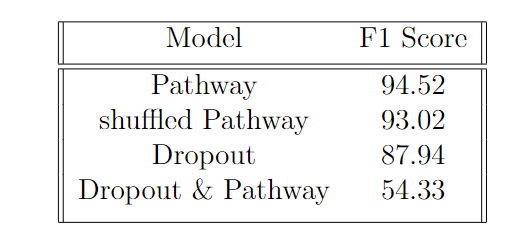 Model F1 Score
Pathway 94.52
shuffled Pathway 93.02
Dropout 87.94
Dropout & Pathway 54.33